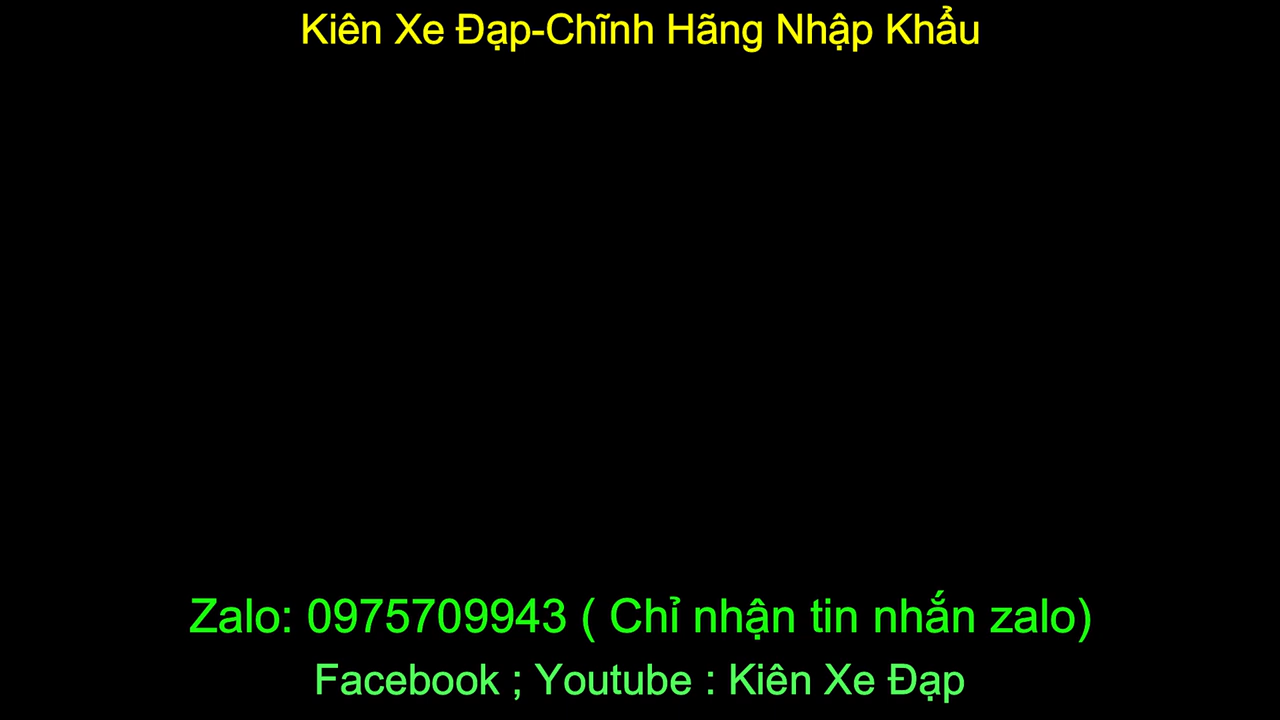 Kiên Xe Đạp-Chĩnh Hãng Nhập Khẩu
Zalo: 0975709943 ( Chỉ nhận tin nhắn zalo)
Facebook ; Youtube : Kiên Xe Đạp